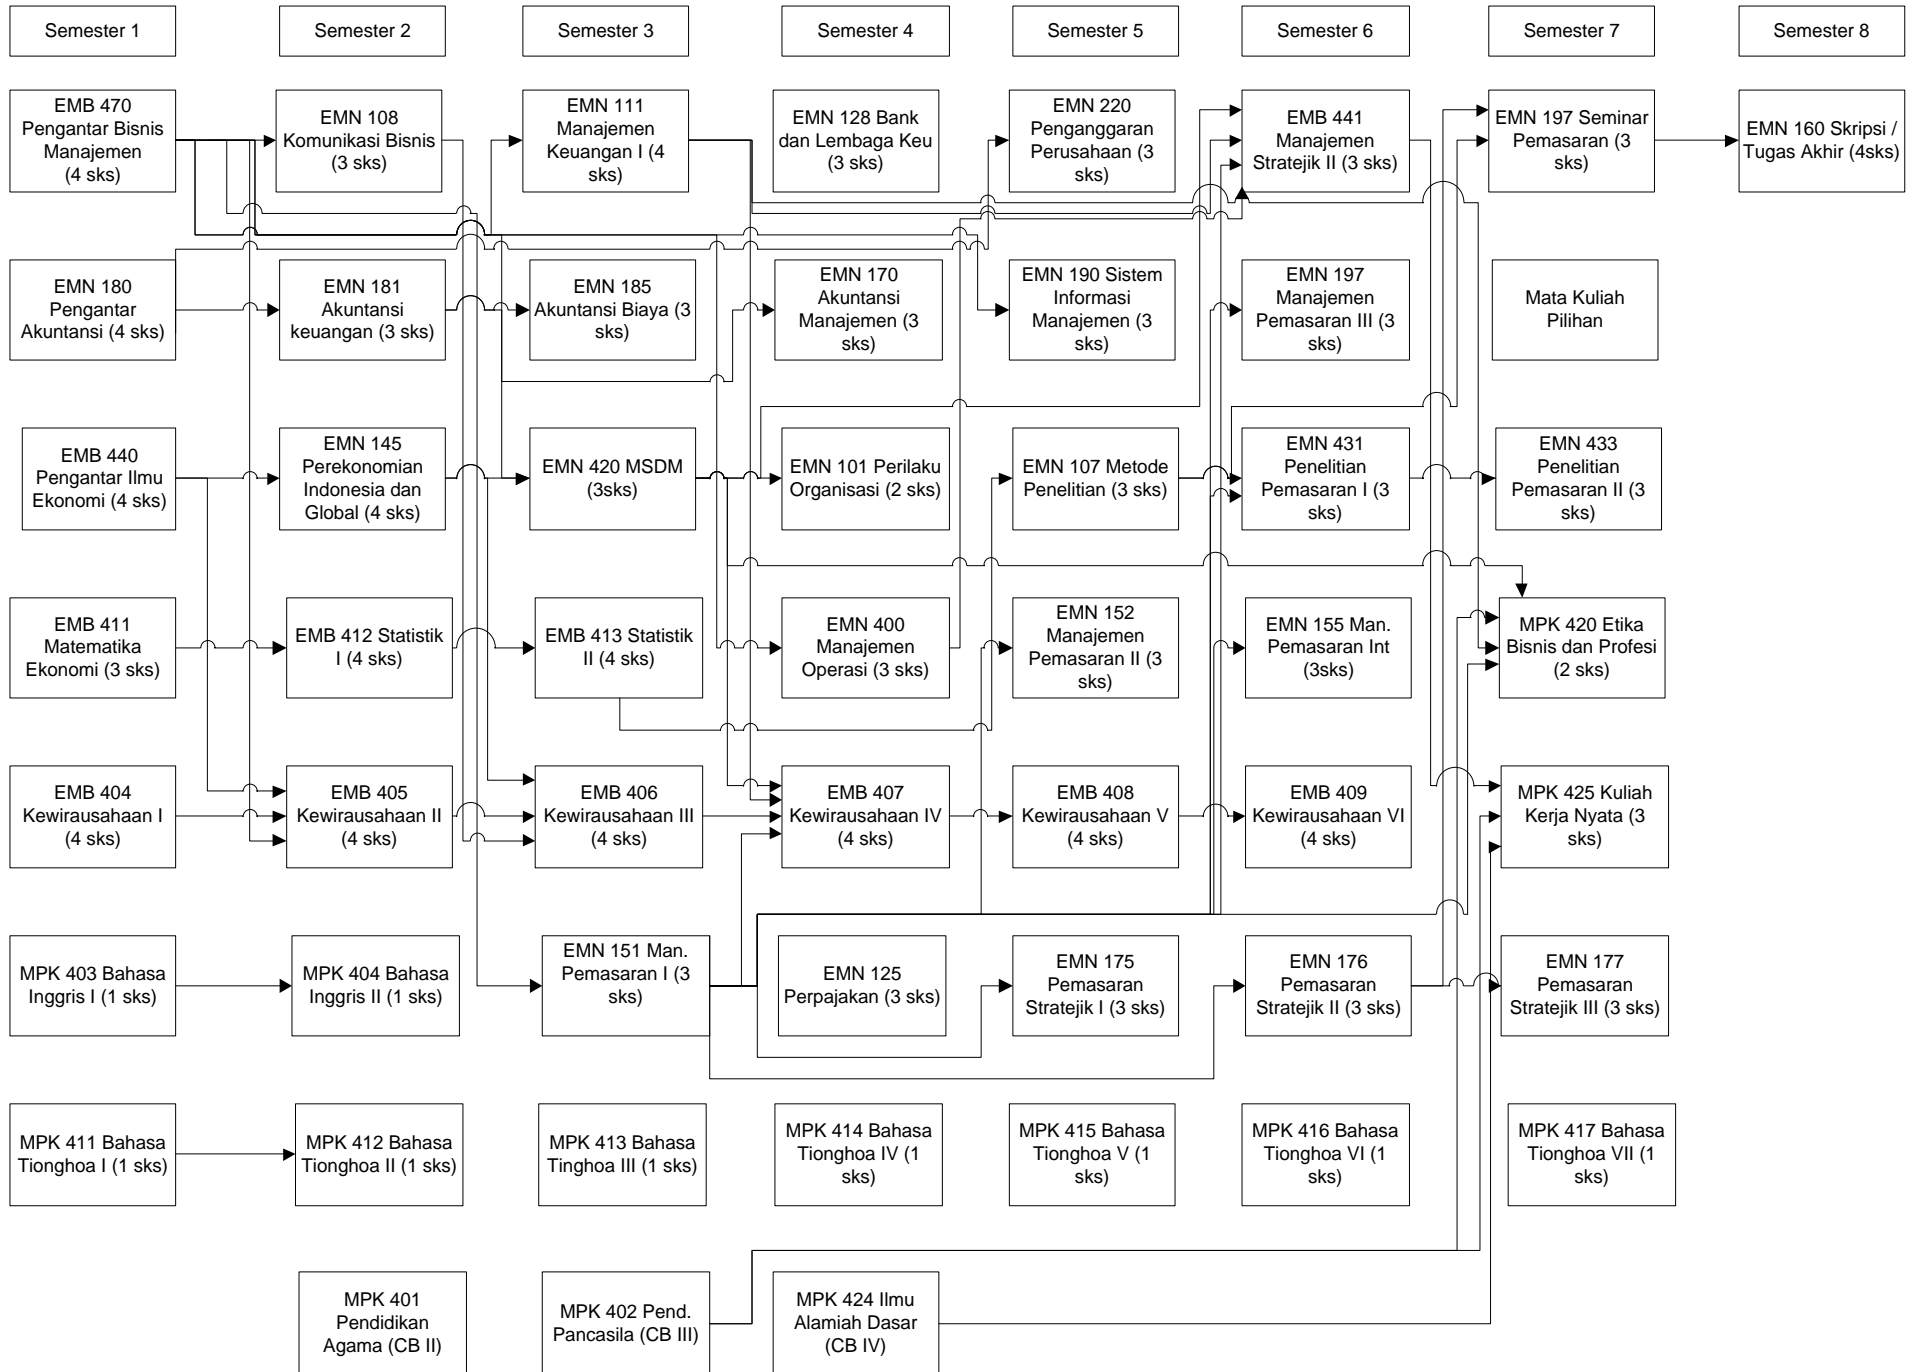 Semester 1
Semester 2
Semester 3
Semester 4
Semester 5
Semester 6
Semester 7
Semester 8
EMB 470
Pengantar Bisnis
Manajemen
(4 sks)
EMN 108
Komunikasi Bisnis
(3 sks)
EMN 111
Manajemen
Keuangan I (4
sks)
EMN 128 Bank
dan Lembaga Keu
(3 sks)
EMN 220
Penganggaran
Perusahaan (3
sks)
EMB 441
Manajemen
Stratejik II (3 sks)
EMN 197 Seminar
Pemasaran (3
sks)
EMN 160 Skripsi /
Tugas Akhir (4sks)
EMN 180
Pengantar
Akuntansi (4 sks)
EMN 181
Akuntansi
keuangan (3 sks)
EMN 185
Akuntansi Biaya (3
sks)
EMN 170
Akuntansi
Manajemen (3
sks)
EMN 190 Sistem
Informasi
Manajemen (3
sks)
EMN 197
Manajemen
Pemasaran III (3
sks)
Mata Kuliah
Pilihan
EMB 440
Pengantar Ilmu
Ekonomi (4 sks)
EMN 145
Perekonomian
Indonesia dan
Global (4 sks)
EMN 420 MSDM
(3sks)
EMN 101 Perilaku
Organisasi (2 sks)
EMN 107 Metode
Penelitian (3 sks)
EMN 431
Penelitian
Pemasaran I (3
sks)
EMN 433
Penelitian
Pemasaran II (3
sks)
EMB 411
Matematika
Ekonomi (3 sks)
EMB 412 Statistik
I (4 sks)
EMB 413 Statistik
II (4 sks)
EMN 400
Manajemen
Operasi (3 sks)
EMN 152
Manajemen
Pemasaran II (3
sks)
EMN 155 Man.
Pemasaran Int
(3sks)
MPK 420 Etika
Bisnis dan Profesi
(2 sks)
EMB 404
Kewirausahaan I
(4 sks)
EMB 405
Kewirausahaan II
(4 sks)
EMB 406
Kewirausahaan III
(4 sks)
EMB 407
Kewirausahaan IV
(4 sks)
EMB 408
Kewirausahaan V
(4 sks)
EMB 409
Kewirausahaan VI
(4 sks)
MPK 425 Kuliah
Kerja Nyata (3
sks)
MPK 403 Bahasa
Inggris I (1 sks)
MPK 404 Bahasa
Inggris II (1 sks)
EMN 151 Man.
Pemasaran I (3
sks)
EMN 125
Perpajakan (3 sks)
EMN 175
Pemasaran
Stratejik I (3 sks)
EMN 176
Pemasaran
Stratejik II (3 sks)
EMN 177
Pemasaran
Stratejik III (3 sks)
MPK 411 Bahasa
Tionghoa I (1 sks)
MPK 412 Bahasa
Tionghoa II (1 sks)
MPK 413 Bahasa
Tinghoa III (1 sks)
MPK 414 Bahasa
Tionghoa IV (1
sks)
MPK 415 Bahasa
Tionghoa V (1
sks)
MPK 416 Bahasa
Tionghoa VI (1
sks)
MPK 417 Bahasa
Tionghoa VII (1
sks)
MPK 401
Pendidikan
Agama (CB II)
MPK 402 Pend.
Pancasila (CB III)
MPK 424 Ilmu
Alamiah Dasar
(CB IV)